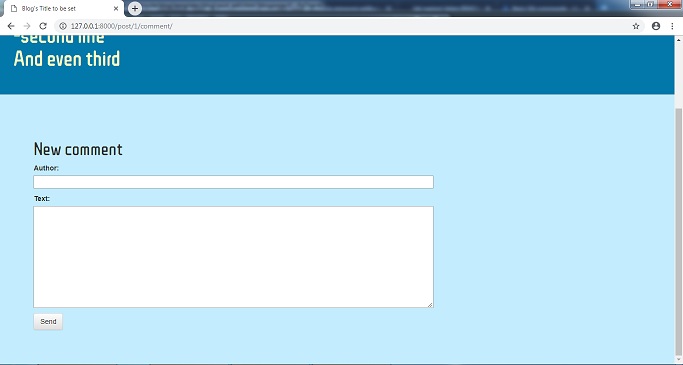 Blog's Title to be set
127.0.0.1:8000/post/1/comment/
-second line
And even third
New comment
Author:
Text:
Send